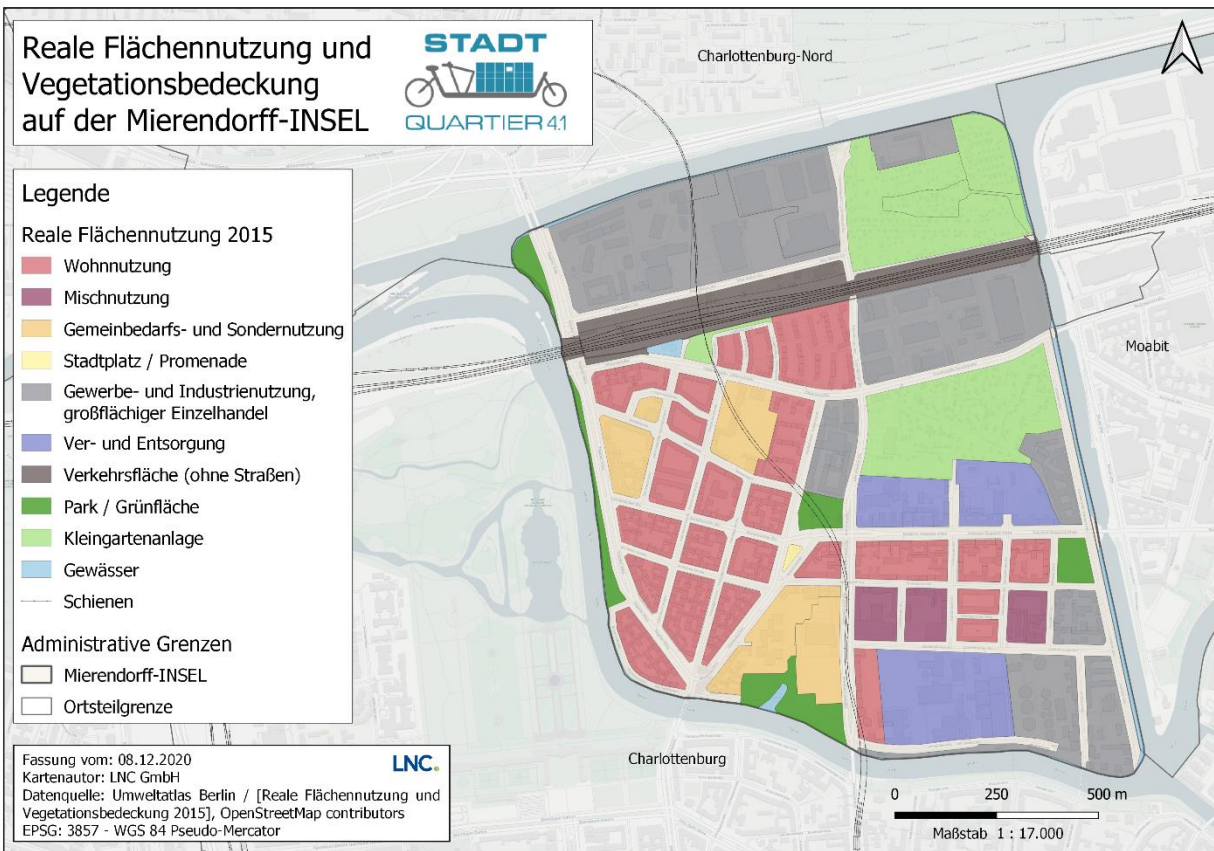 Reale Flächennutzung und
Vegetationsbedeckung
auf der Mierendorff-INSEL
STADT
QUARTIER 4.1
Charlottenburg-Nord
Legende
Reale Flächennutzung 2015
Wohnnutzung
Mischnutzung
Gemeinbedarfs- und Sondernutzung
Stadtplatz / Promenade
Gewerbe- und Industrienutzung,
großflächiger Einzelhandel
Ver- und Entsorgung
Verkehrsfläche (ohne Straßen)
Park / Grünfläche
Kleingartenanlage
Gewässer
Schienen
Administrative Grenzen
Mierendorff-INSEL
Ortsteilgrenze
Moabit
Charlottenburg
Fassung vom: 08.12.2020
Kartenautor: LNC GmbH
LNC.
Datenquelle: Umweltatlas Berlin / [Reale Flächennutzung und
Vegetationsbedeckung 2015], OpenStreetMap contributors
EPSG: 3857 - WGS 84 Pseudo-Mercator
0 250 500 m
Maßstab 1 : 17.000